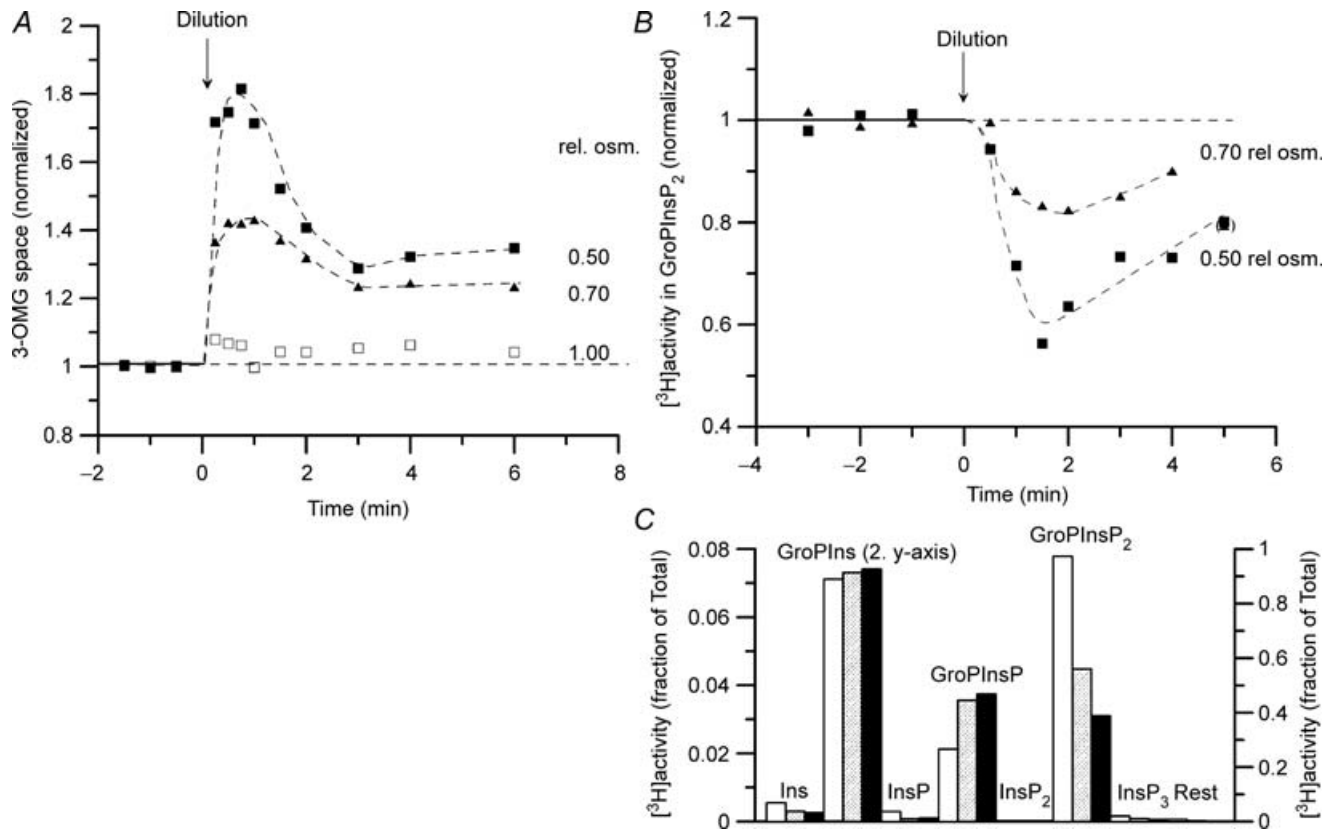 A
Dilution
2
1.8
1.6
1.4
1.2
1
0.8
3-OMG space (normalized)
rel. osm.
0.50
0.70
1.00
−2
0
2
4
6
8
Time (min)
B
Dilution
1.2
1
0.8
0.6
0.4
[³H]activity in GroPInsP₂ (normalized)
0.70 rel osm.
0.50 rel osm.
−4
−2
0
2
4
6
Time (min)
C
0.08
0.06
0.04
0.02
0
[³H]activity (fraction of Total)
GroPIns (2. y-axis)
GroPInsP₂
GroPInsP
Ins
InsP
InsP₂
InsP₃ Rest
1
0.8
0.6
0.4
0.2
0
[³H]activity (fraction of Total)